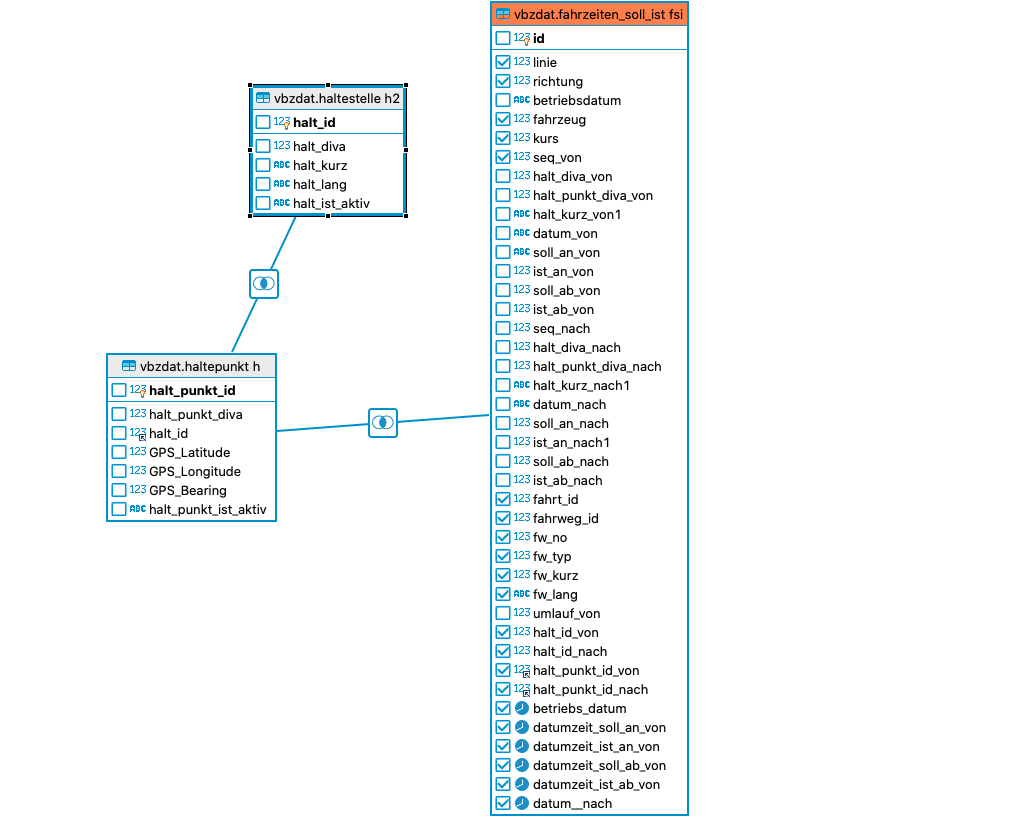 vbzdat.fahrzeiten_soll_ist fsi
123 id
123 linie
123 richtung
ABC betriebsdatum
123 fahrzeug
123 kurs
123 seq_von
123 halt_diva_von
123 halt_punkt_diva_von
ABC halt_kurz_von1
ABC datum_von
ABC soll_an_von
123 ist_an_von
123 soll_ab_von
123 ist_ab_von
123 seq_nach
123 halt_diva_nach
123 halt_punkt_diva_nach
ABC halt_kurz_nach1
ABC datum_nach
123 soll_an_nach
123 ist_an_nach1
123 soll_ab_nach
123 ist_ab_nach
123 fahrt_id
123 fahrweg_id
123 fw_no
123 fw_typ
123 fw_kurz
ABC fw_lang
123 umlauf_von
123 halt_id_von
123 halt_id_nach
123 halt_punkt_id_von
123 halt_punkt_id_nach
betriebs_datum
datumzeit_soll_an_von
datumzeit_ist_an_von
datumzeit_soll_ab_von
datumzeit_ist_ab_von
datum__nach
vbzdat.haltestelle h2
123 halt_id
123 halt_diva
ABC halt_kurz
ABC halt_lang
ABC halt_ist_aktiv
vbzdat.haltepunkt h
123 halt_punkt_id
123 halt_punkt_diva
123 halt_id
123 GPS_Latitude
123 GPS_Longitude
123 GPS_Bearing
ABC halt_punkt_ist_aktiv